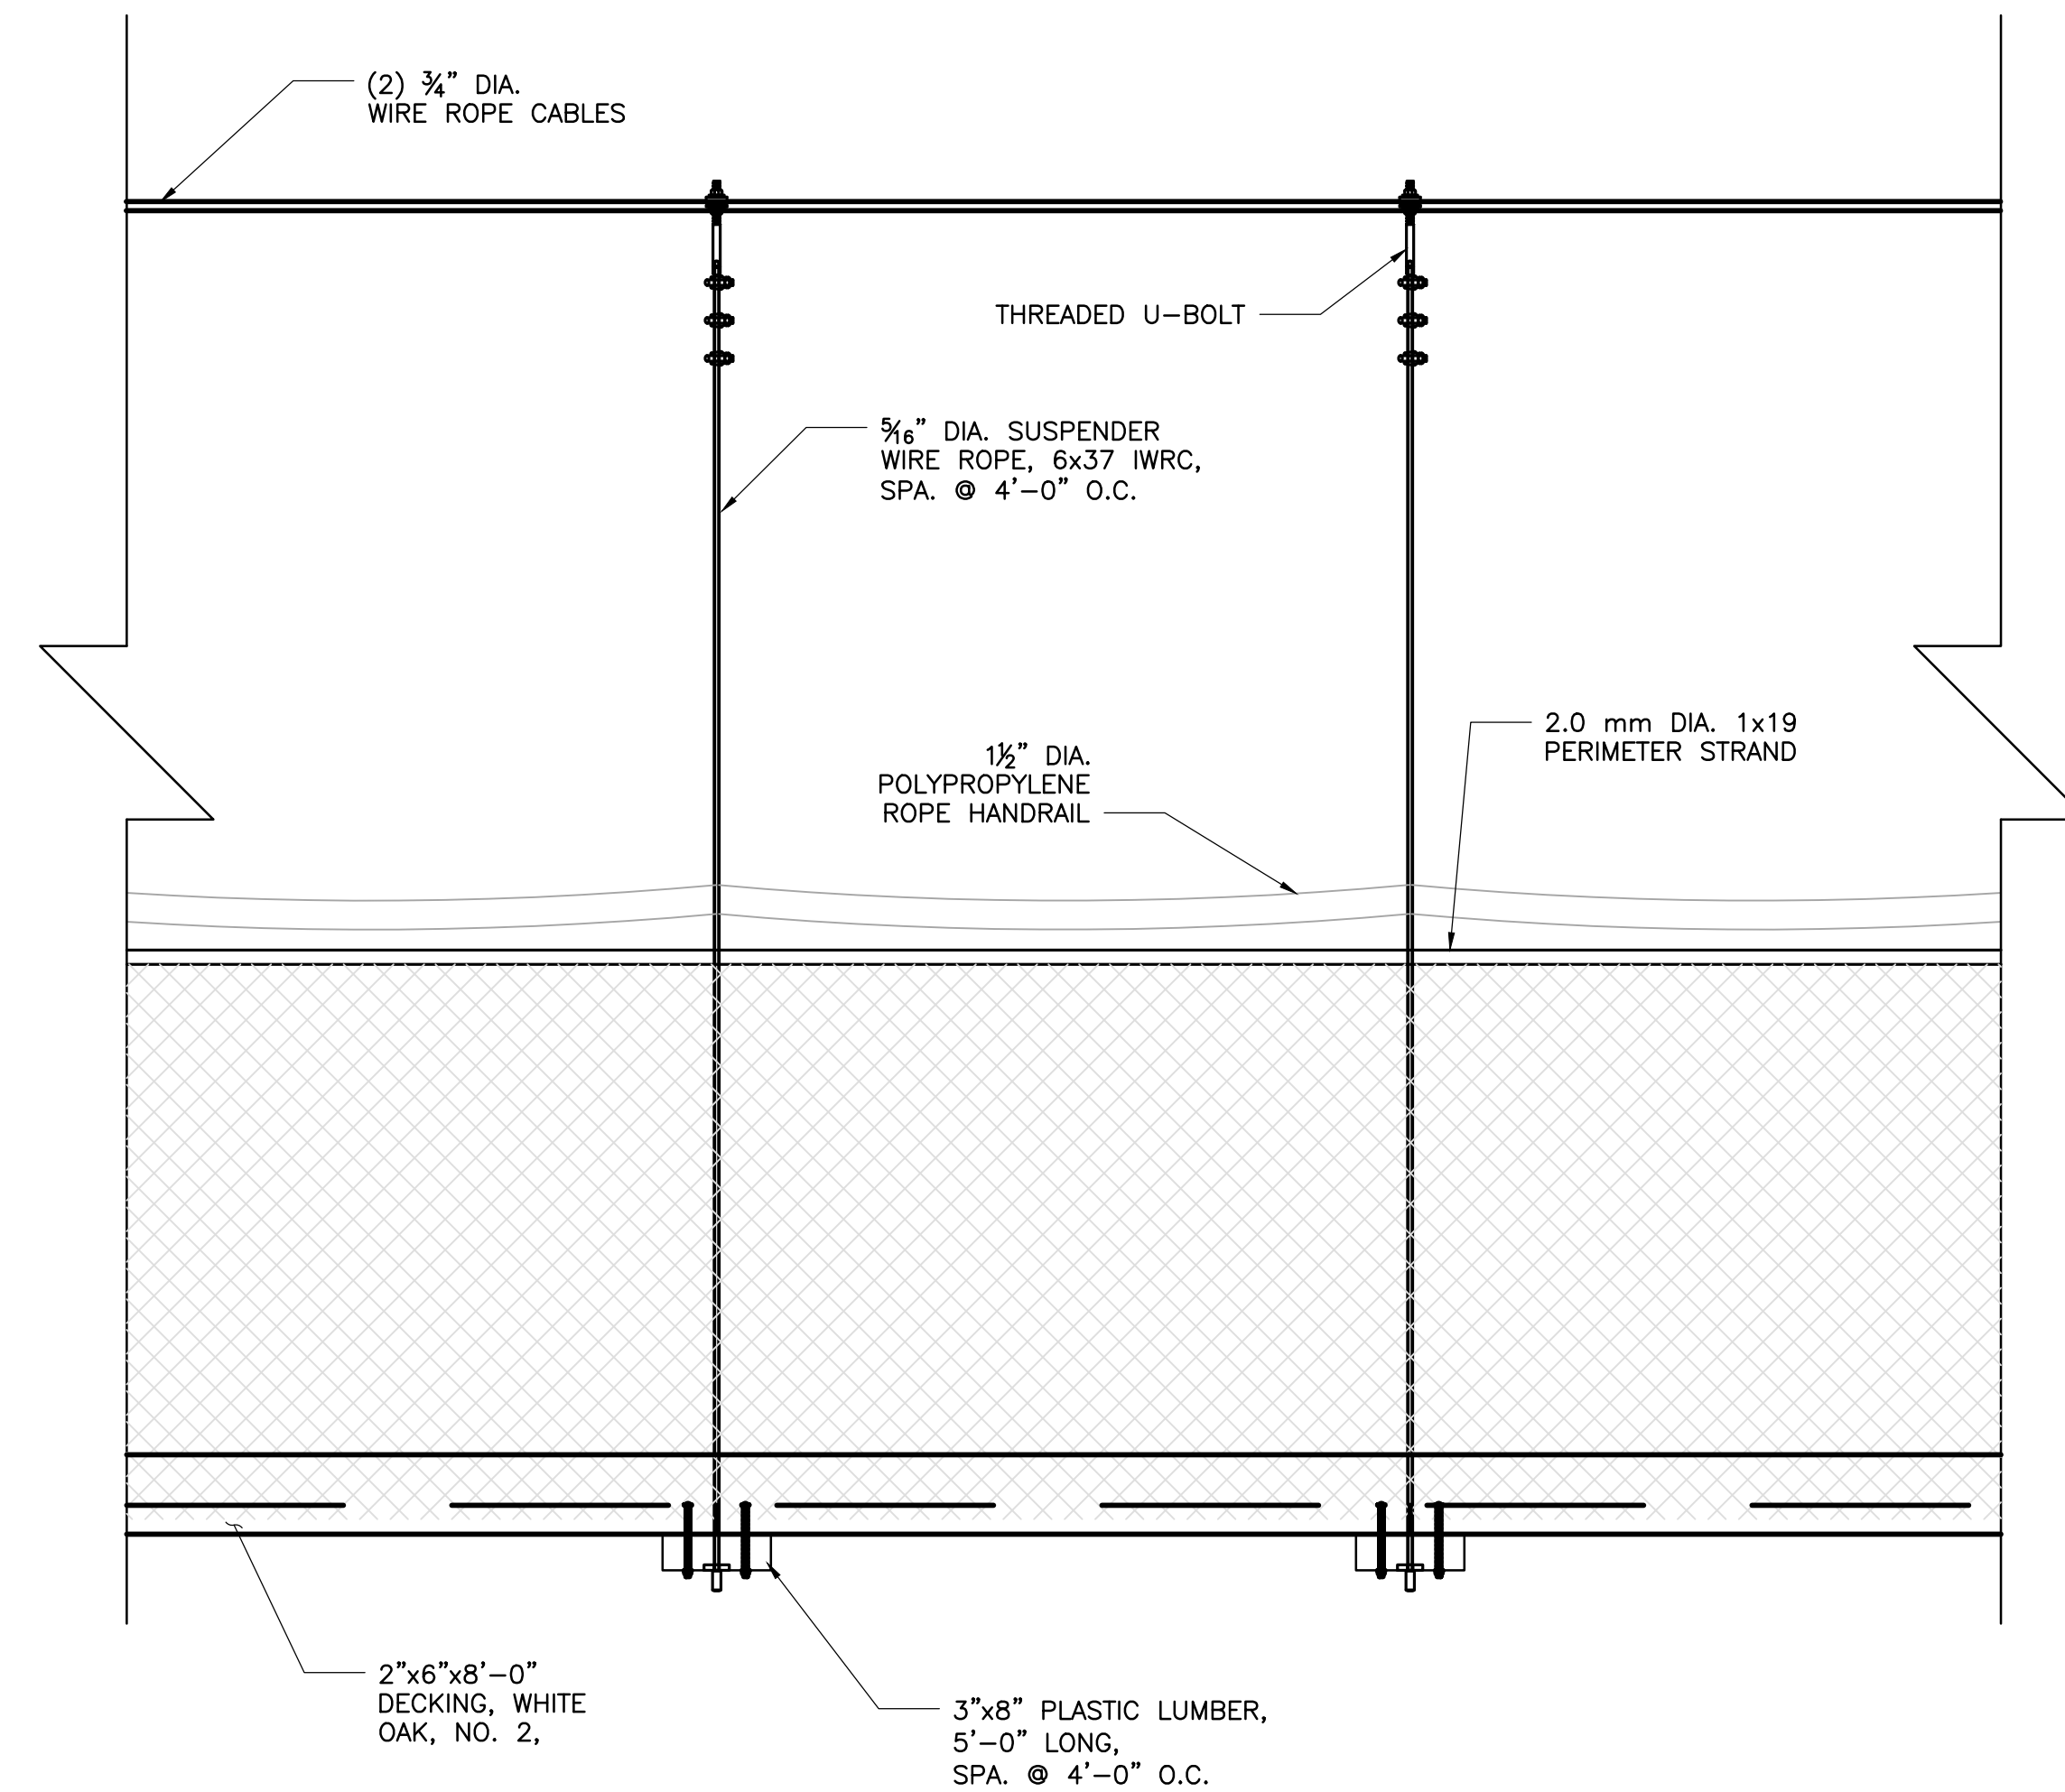 (2) ¾" DIA.
WIRE ROPE CABLES
THREADED U-BOLT
5/16" DIA. SUSPENDER
WIRE ROPE, 6x37 IWRC,
SPA. @ 4'-0" O.C.
2.0 mm DIA. 1x19
PERIMETER STRAND
1½" DIA.
POLYPROPYLENE
ROPE HANDRAIL
2"x6"x8'-0"
DECKING, WHITE
OAK, NO. 2,
3"x8" PLASTIC LUMBER,
5'-0" LONG,
SPA. @ 4'-0" O.C.